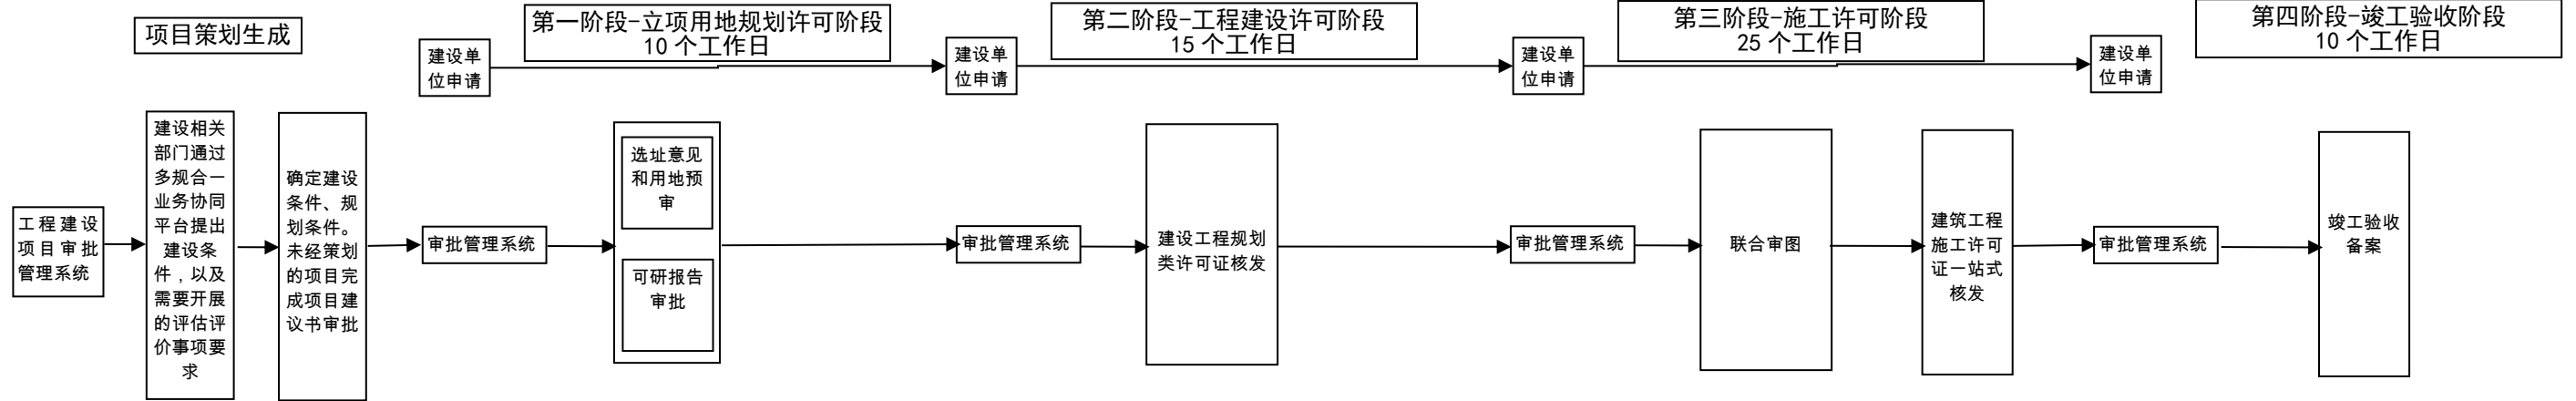 项目策划生成
第一阶段-立项用地规划许可阶段
10个工作日
第二阶段-工程建设许可阶段
15个工作日
第三阶段-施工许可阶段
25个工作日
第四阶段-竣工验收阶段
10个工作日
建设单
位申请
建设单
位申请
建设单
位申请
建设单
位申请
工程建设
项目审批
管理系统
建设相关
部门通过
多规合一
业务协同
平台提出
建设条
件，以及
需要开展
的评估评
价事项要
求
确定建设
条件、规
划条件。
未经策划
的项目完
成项目建
议书审批
审批管理系统
选址意见
和用地预
审
可研报告
审批
审批管理系统
建设工程规划
类许可证核发
审批管理系统
联合审图
建筑工程
施工许可
证一站式
核发
审批管理系统
竣工验收
备案